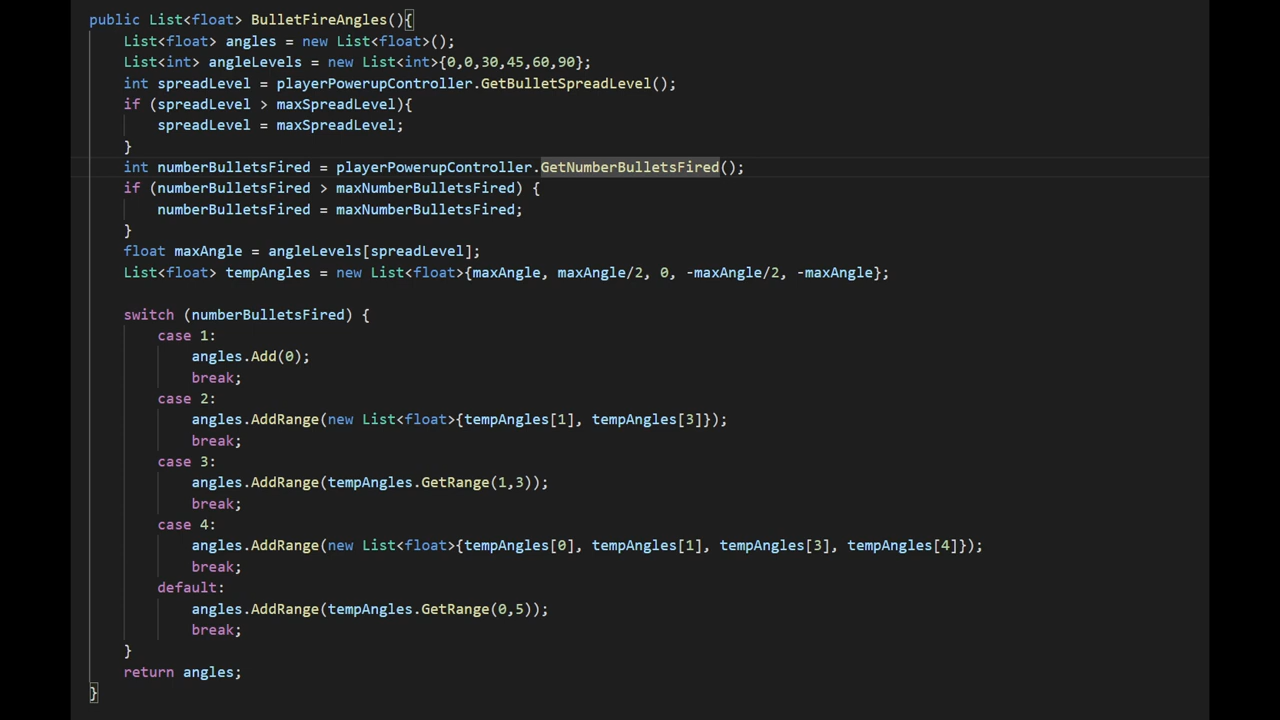 public List<float> BulletFireAngles(){
List<float> angles = new List<float>();
List<int> angleLevels = new List<int>{0,0,30,45,60,90};
int spreadLevel = playerPowerupController.GetBulletSpreadLevel();
if (spreadLevel > maxSpreadLevel){
spreadLevel = maxSpreadLevel;
}
int numberBulletsFired = playerPowerupController.GetNumberBulletsFired();
if (numberBulletsFired > maxNumberBulletsFired) {
numberBulletsFired = maxNumberBulletsFired;
}
float maxAngle = angleLevels[spreadLevel];
List<float> tempAngles = new List<float>{maxAngle, maxAngle/2, 0, -maxAngle/2, -maxAngle};
switch (numberBulletsFired) {
case 1:
angles.Add(0);
break;
case 2:
angles.AddRange(new List<float>{tempAngles[1], tempAngles[3]});
break;
case 3:
angles.AddRange(tempAngles.GetRange(1,3));
break;
case 4:
angles.AddRange(new List<float>{tempAngles[0], tempAngles[1], tempAngles[3], tempAngles[4]});
break;
default:
angles.AddRange(tempAngles.GetRange(0,5));
break;
}
return angles;
}